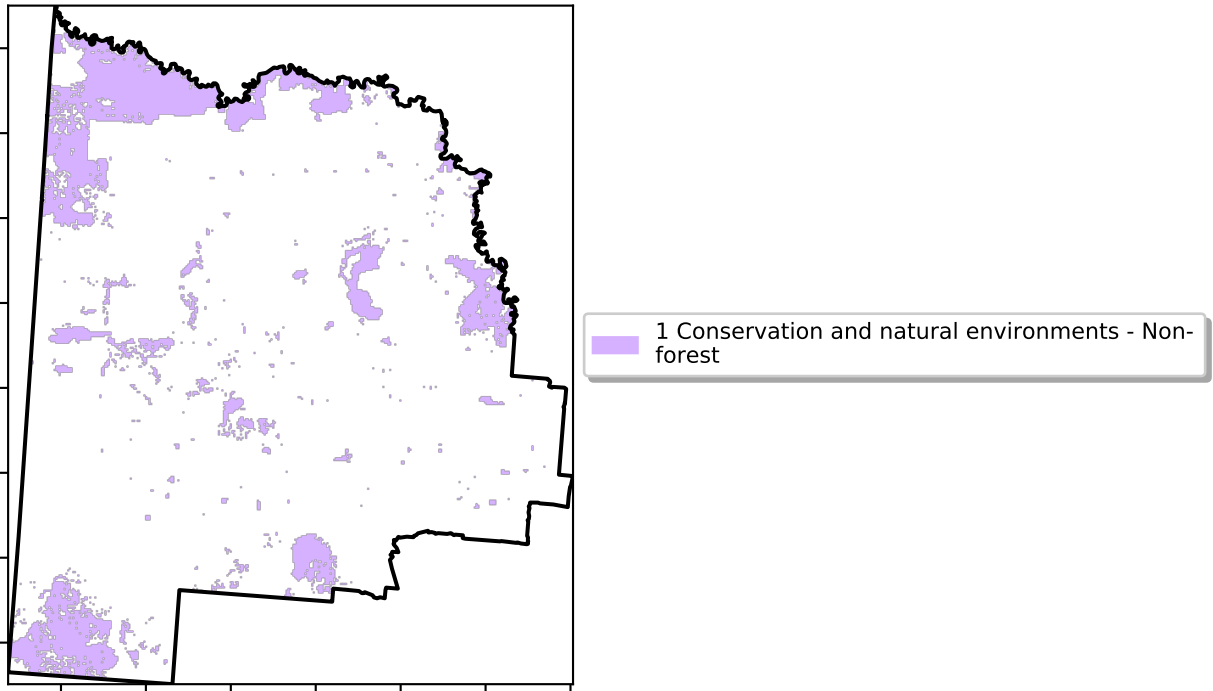 1 Conservation and natural environments - Non-
forest